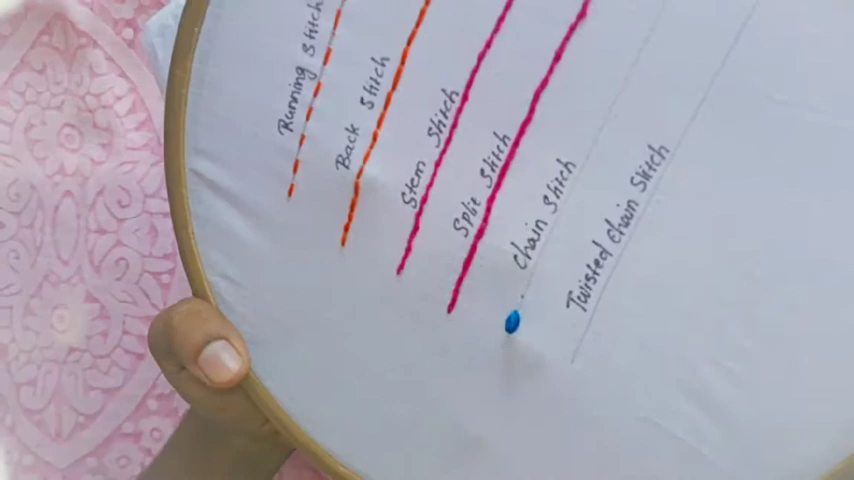 Running Stitch
Back Stitch
Stem Stitch
Split Stitch
Chain Stitch
Twisted Chain Stitch